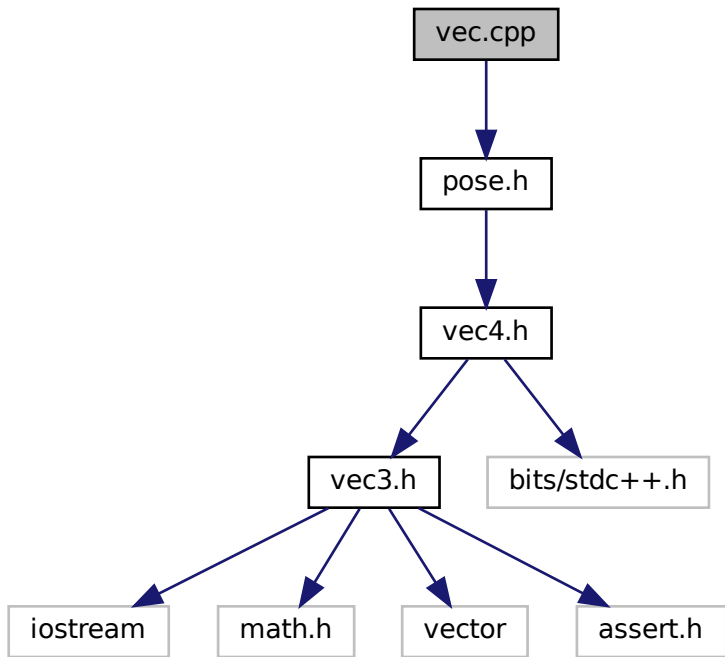 vec.cpp
pose.h
vec4.h
vec3.h
bits/stdc++.h
iostream
math.h
vector
assert.h